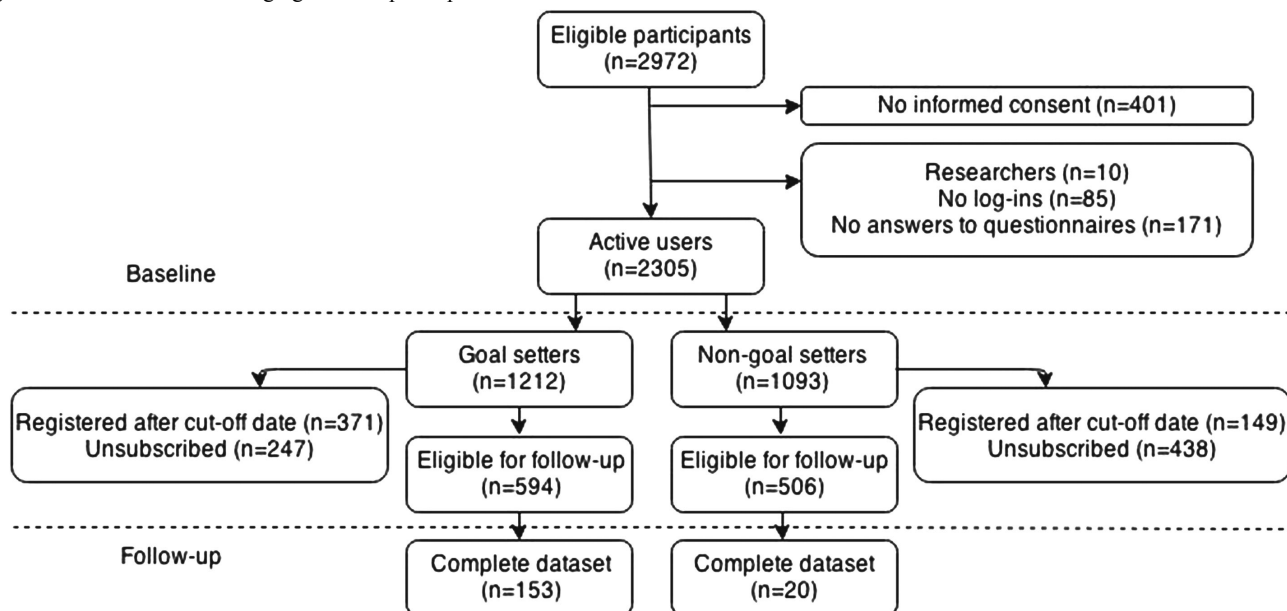 Eligible participants
(n=2972)
No informed consent (n=401)
Researchers (n=10)
No log-ins (n=85)
No answers to questionnaires (n=171)
Active users
(n=2305)
Baseline
Goal setters
(n=1212)
Non-goal setters
(n=1093)
Registered after cut-off date (n=371)
Unsubscribed (n=247)
Eligible for follow-up
(n=594)
Eligible for follow-up
(n=506)
Registered after cut-off date (n=149)
Unsubscribed (n=438)
Follow-up
Complete dataset
(n=153)
Complete dataset
(n=20)